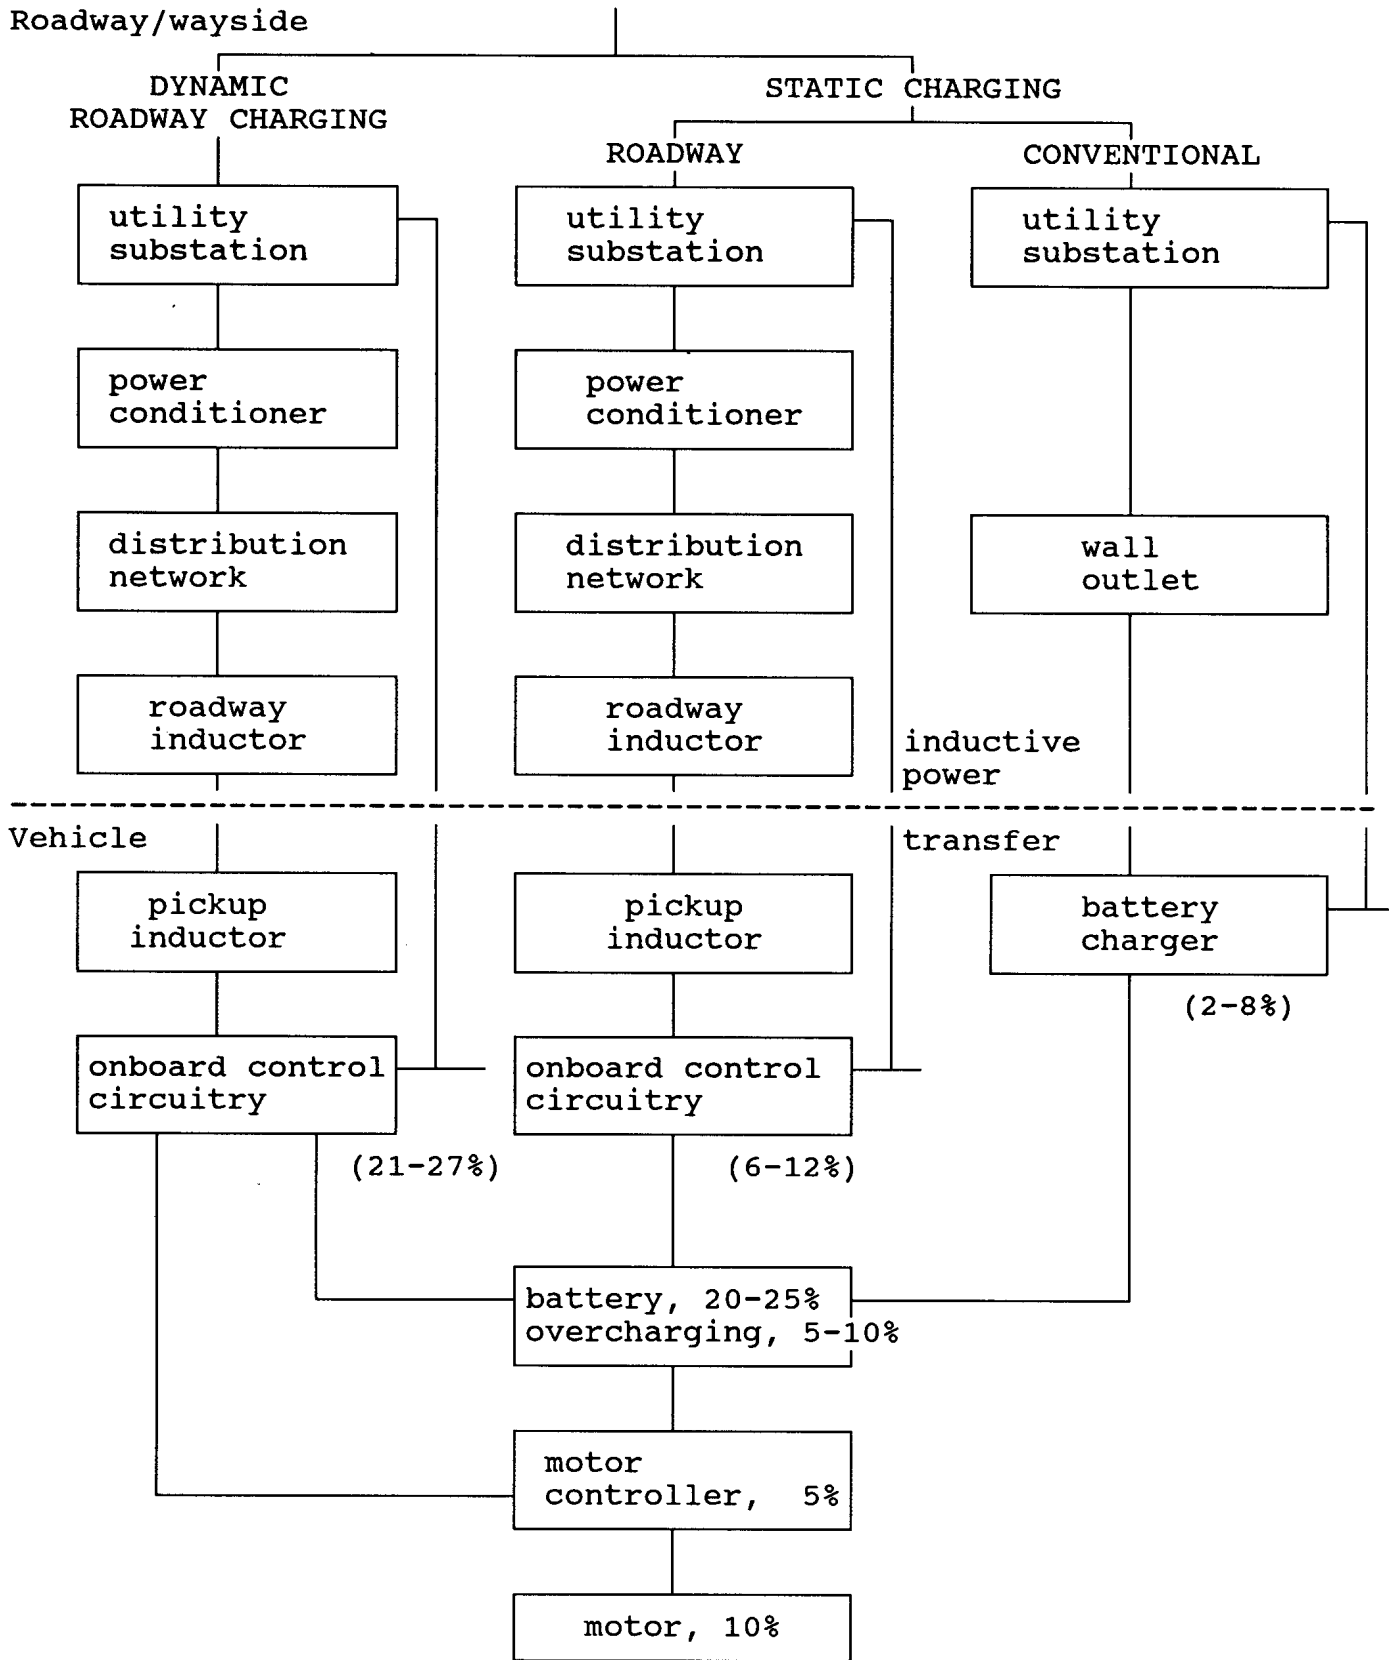 Roadway/wayside
DYNAMIC
ROADWAY CHARGING
STATIC CHARGING
ROADWAY
CONVENTIONAL
utility
substation
power
conditioner
distribution
network
roadway
inductor
utility
substation
power
conditioner
distribution
network
roadway
inductor
utility
substation
wall
outlet
inductive
power
transfer
Vehicle
pickup
inductor
onboard control
circuitry
(21-27%)
pickup
inductor
onboard control
circuitry
(6-12%)
battery
charger
(2-8%)
battery, 20-25%
overcharging, 5-10%
motor
controller, 5%
motor, 10%